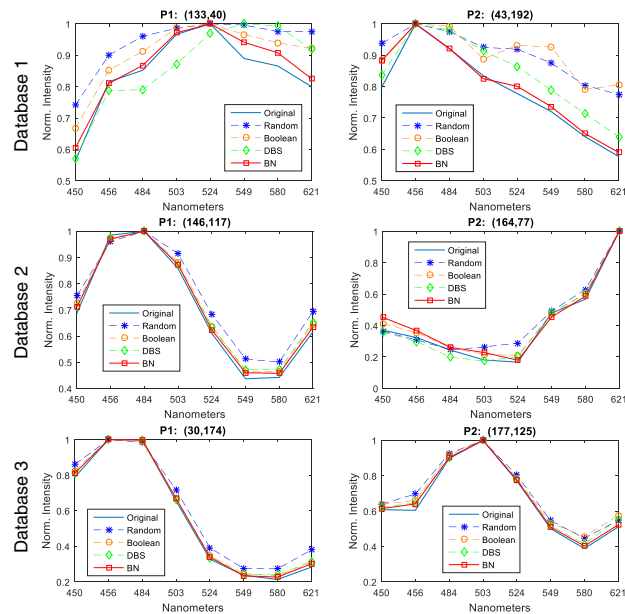 P1: (133,40)
P2: (43,192)
Database 1
Norm. Intensity
1
0.9
0.8
0.7
0.6
0.5
450 456 484 503 524 549 580 621
Nanometers
Original
Random
Boolean
DBS
BN
Norm. Intensity
1
0.9
0.8
0.7
0.6
0.5
450 456 484 503 524 549 580 621
Nanometers
Original
Random
Boolean
DBS
BN
P1: (146,117)
P2: (164,77)
Database 2
Norm. Intensity
1
0.9
0.8
0.7
0.6
0.5
0.4
450 456 484 503 524 549 580 621
Nanometers
Original
Random
Boolean
DBS
BN
Norm. Intensity
1
0.8
0.6
0.4
0.2
0
450 456 484 503 524 549 580 621
Nanometers
Original
Random
Boolean
DBS
BN
P1: (30,174)
P2: (177,125)
Database 3
Norm. Intensity
1
0.8
0.6
0.4
0.2
450 456 484 503 524 549 580 621
Nanometers
Original
Random
Boolean
DBS
BN
Norm. Intensity
1
0.8
0.6
0.4
0.2
450 456 484 503 524 549 580 621
Nanometers
Original
Random
Boolean
DBS
BN